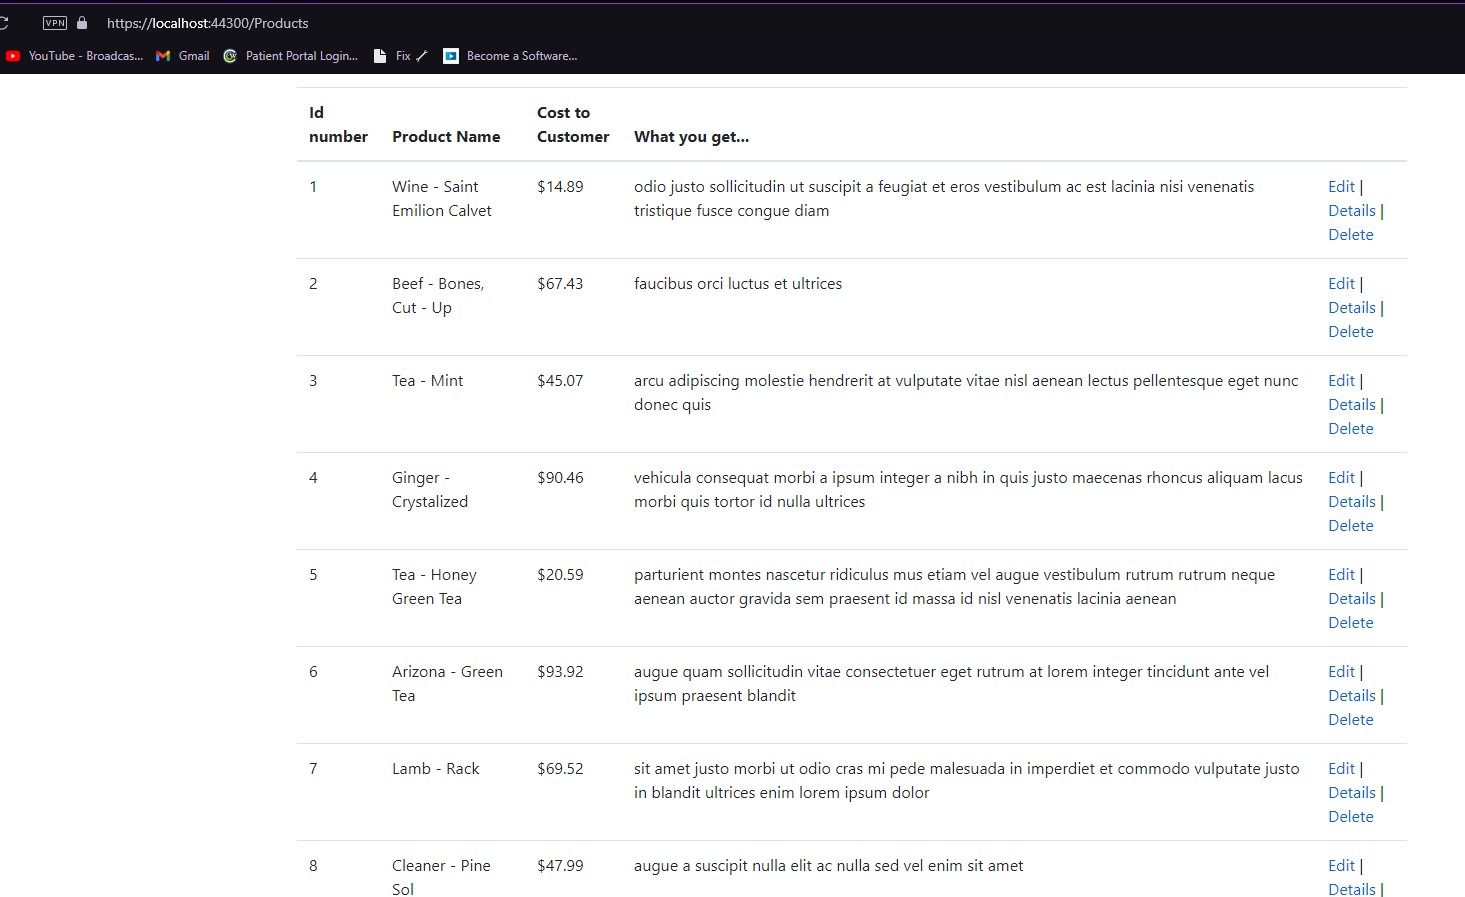 VPN https://localhost:44300/Products
YouTube - Broadcas... Gmail Patient Portal Login... Fix Become a Software...
Id number Product Name Cost to Customer What you get...
1 Wine - Saint Emilion Calvet $14.89 odio justo sollicitudin ut suscipit a feugiat et eros vestibulum ac est lacinia nisi venenatis tristique fusce congue diam Edit | Details | Delete
2 Beef - Bones, Cut - Up $67.43 faucibus orci luctus et ultrices Edit | Details | Delete
3 Tea - Mint $45.07 arcu adipiscing molestie hendrerit at vulputate vitae nisl aenean lectus pellentesque eget nunc donec quis Edit | Details | Delete
4 Ginger - Crystalized $90.46 vehicula consequat morbi a ipsum integer a nibh in quis justo maecenas rhoncus aliquam lacus morbi quis tortor id nulla ultrices Edit | Details | Delete
5 Tea - Honey Green Tea $20.59 parturient montes nascetur ridiculus mus etiam vel augue vestibulum rutrum rutrum neque aenean auctor gravida sem praesent id massa id nisl venenatis lacinia aenean Edit | Details | Delete
6 Arizona - Green Tea $93.92 augue quam sollicitudin vitae consectetuer eget rutrum at lorem integer tincidunt ante vel ipsum praesent blandit Edit | Details | Delete
7 Lamb - Rack $69.52 sit amet justo morbi ut odio cras mi pede malesuada in imperdiet et commodo vulputate justo in blandit ultrices enim lorem ipsum dolor Edit | Details | Delete
8 Cleaner - Pine Sol $47.99 augue a suscipit nulla elit ac nulla sed vel enim sit amet Edit | Details |